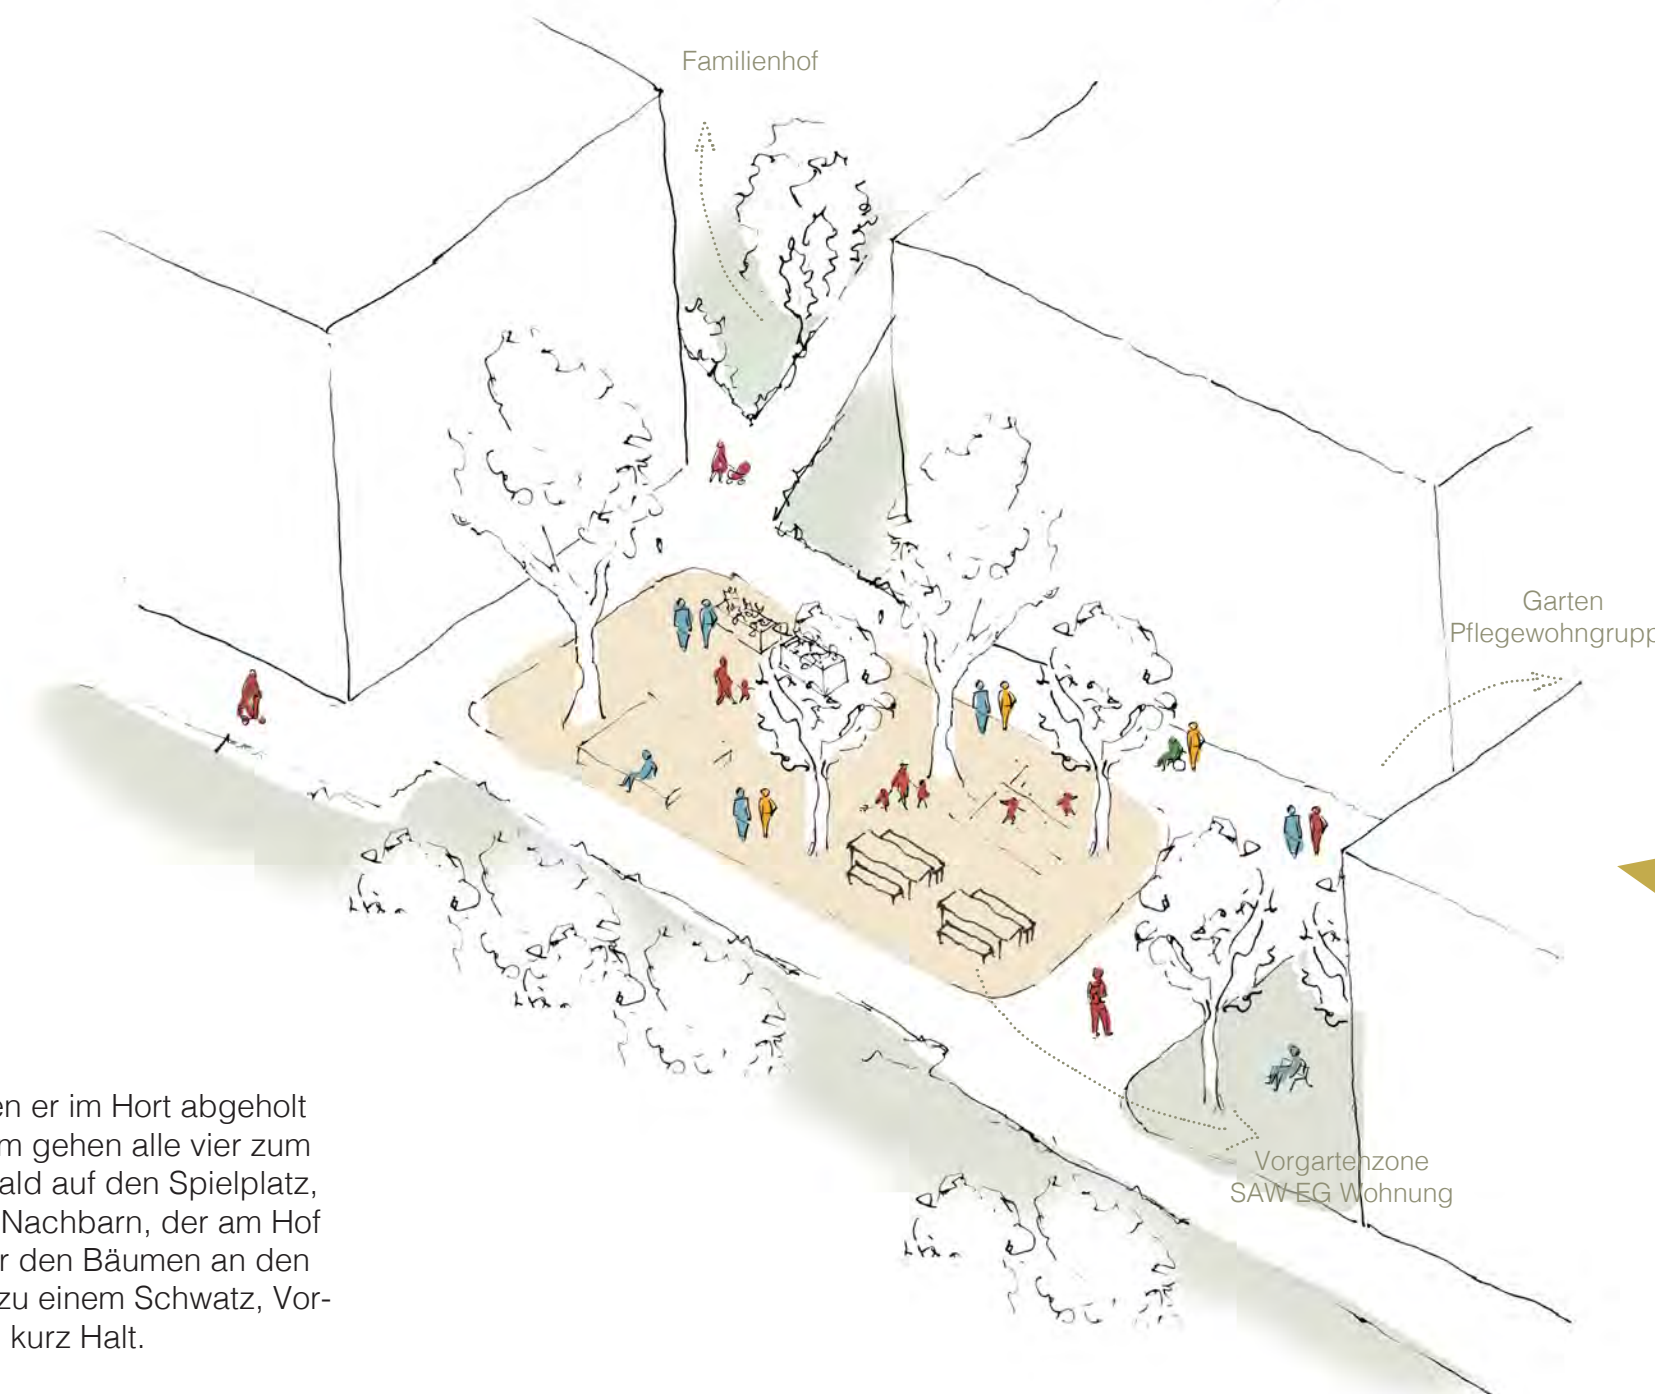 Familienhof
Garten
Pflegewohngrupp
Vorgartenzone
SAW EG Wohnung
en er im Hort abgeholt
m gehen alle vier zum
ald auf den Spielplatz,
Nachbarn, der am Hof
r den Bäumen an den
zu einem Schwatz, Vor-
kurz Halt.